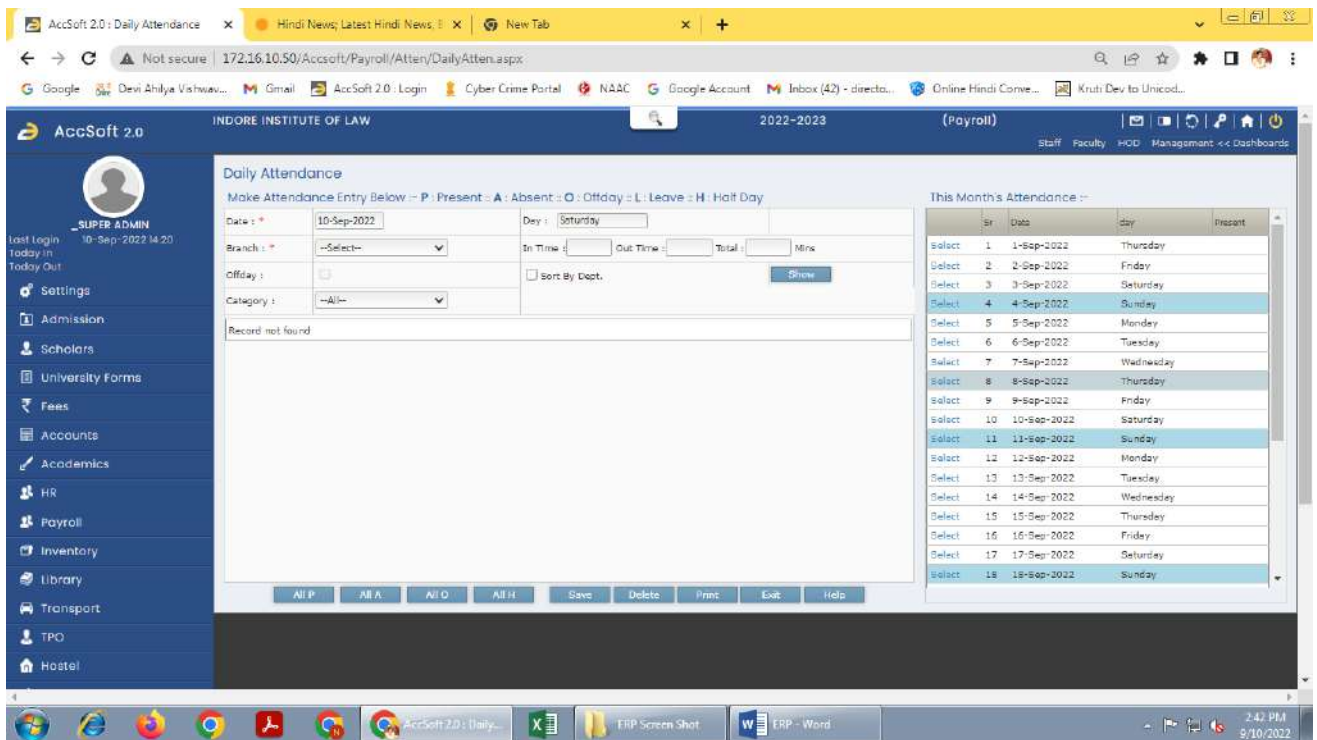 AccSoft 2.0 : Daily Attendance
Hindi News; Latest Hindi News,
New Tab
Not secure | 172.16.10.50/Accsoft/Payroll/Atten/DailyAtten.aspx
Google Devi Ahilya Vishwav... Gmail AccSoft 2.0 : Login Cyber Crime Portal NAAC Google Account Inbox (42) - directo... Online Hindi Conve... Kruti Dev to Unicod...
AccSoft 2.0
INDORE INSTITUTE OF LAW 2022-2023 (Payroll)
Staff Faculty HOD Management << Dashboards
_SUPER ADMIN
Last Login 10-Sep-2022 14:20
Today In
Today Out
Settings
Admission
Scholars
University Forms
Fees
Accounts
Academics
HR
Payroll
Inventory
Library
Transport
TPO
Hostel
Daily Attendance
Make Attendance Entry Below :- P : Present :: A : Absent :: O : Offday :: L : Leave :: H : Half Day
Date : * 10-Sep-2022 Day : Saturday
Branch : * --Select-- In Time : Out Time : Total : Mins
Offday : Sort By Dept. Show
Category : --All--
Record not found
All P All A All O All H Save Delete Print Exit Help
This Month's Attendance :-
Sr Date day Present
Select 1 1-Sep-2022 Thursday
Select 2 2-Sep-2022 Friday
Select 3 3-Sep-2022 Saturday
Select 4 4-Sep-2022 Sunday
Select 5 5-Sep-2022 Monday
Select 6 6-Sep-2022 Tuesday
Select 7 7-Sep-2022 Wednesday
Select 8 8-Sep-2022 Thursday
Select 9 9-Sep-2022 Friday
Select 10 10-Sep-2022 Saturday
Select 11 11-Sep-2022 Sunday
Select 12 12-Sep-2022 Monday
Select 13 13-Sep-2022 Tuesday
Select 14 14-Sep-2022 Wednesday
Select 15 15-Sep-2022 Thursday
Select 16 16-Sep-2022 Friday
Select 17 17-Sep-2022 Saturday
Select 18 18-Sep-2022 Sunday
AccSoft 2.0 : Daily... ERP Screen Shot ERP - Word
2:42 PM
9/10/2022